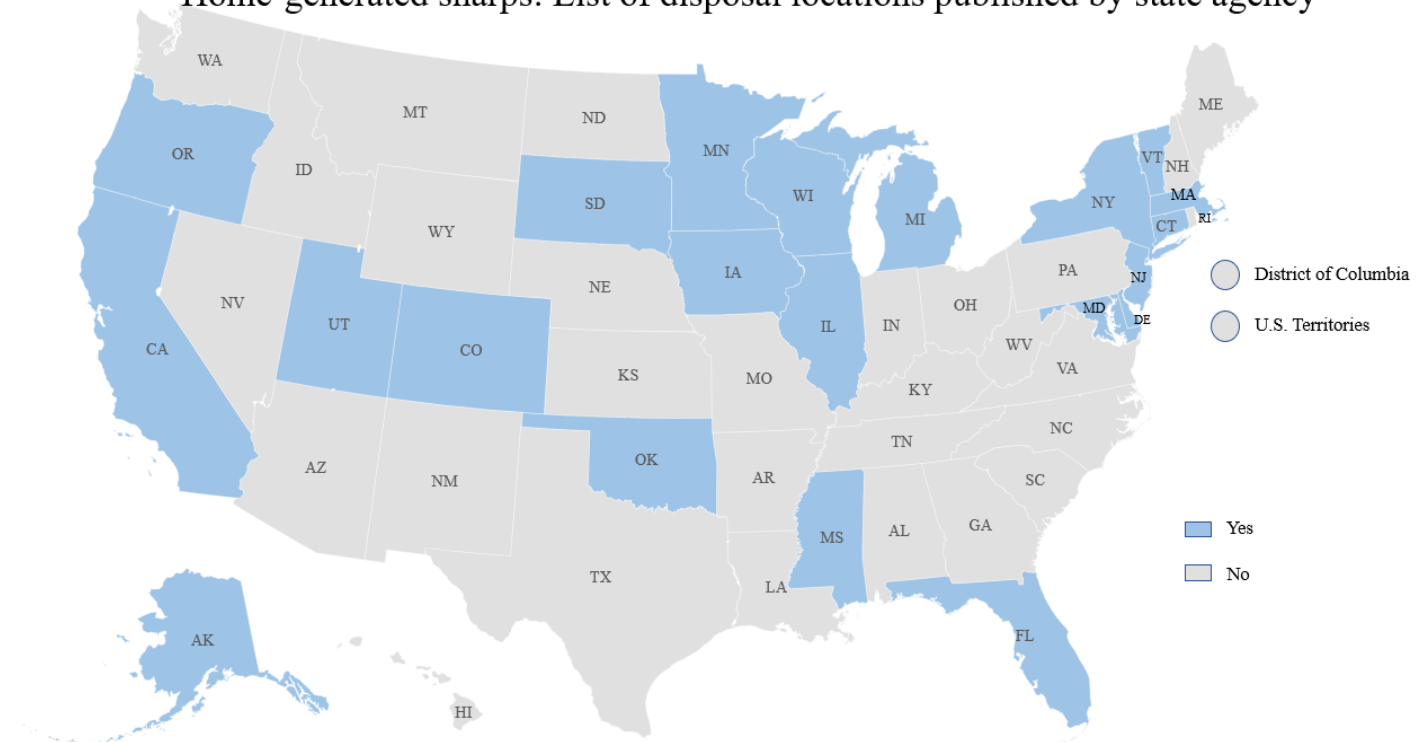 Home-generated sharps: List of disposal locations published by state agency
WA
MT
ND
MN
ME
OR
ID
SD
WI
MI
VT
NH
NY
MA
RI
CT
WY
IA
NE
PA
NJ
NV
UT
CO
IL
IN
OH
MD
DE
District of Columbia
U.S. Territories
CA
KS
MO
WV
VA
KY
NC
TN
AZ
NM
OK
AR
SC
MS
AL
GA
Yes
No
TX
LA
AK
FL
HI